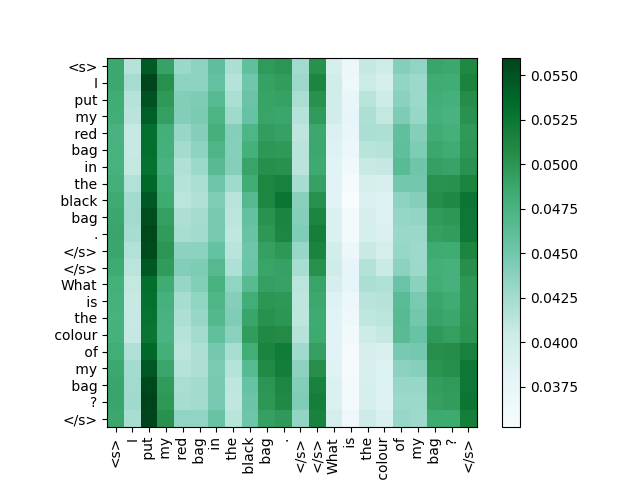 <s>
I
put
my
red
bag
in
the
black
bag
.
</s>
</s>
What
is
the
colour
of
my
bag
?
</s>
<s>
I
put
my
red
bag
in
the
black
bag
.
</s>
</s>
What
is
the
colour
of
my
bag
?
</s>
0.0550
0.0525
0.0500
0.0475
0.0450
0.0425
0.0400
0.0375